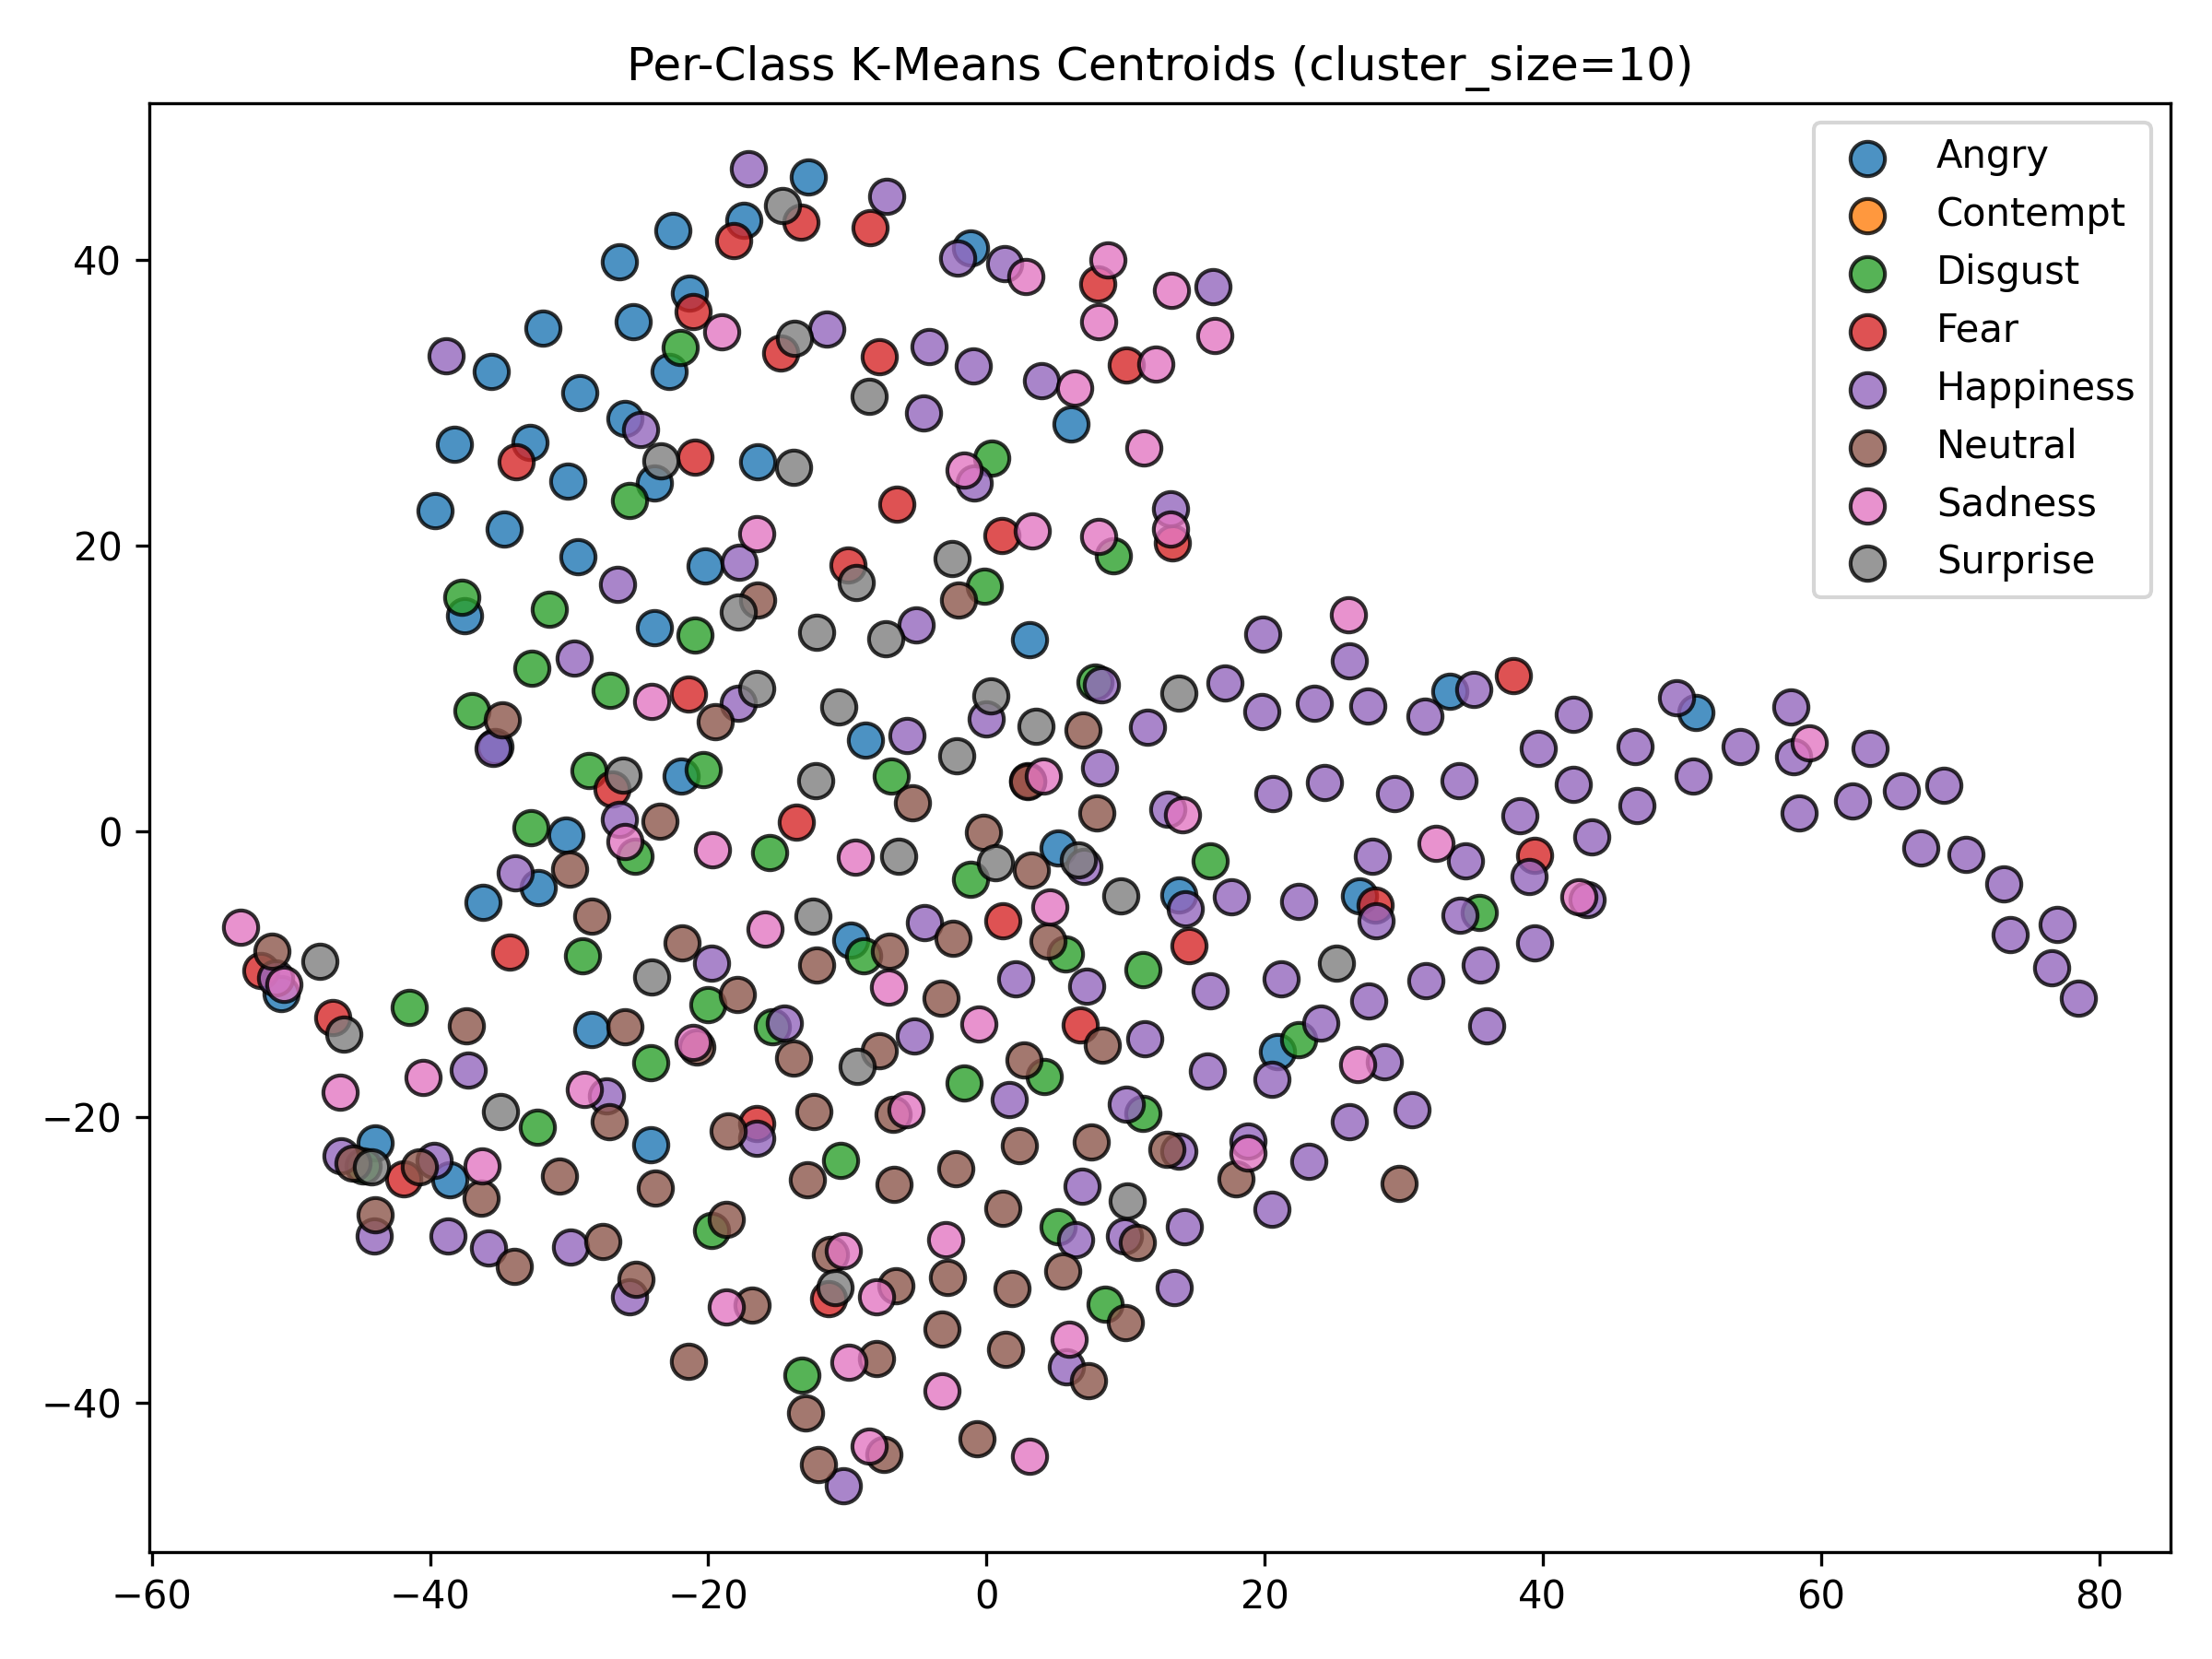 Per-Class K-Means Centroids (cluster_size=10)
Angry
Contempt
Disgust
Fear
Happiness
Neutral
Sadness
Surprise
40
20
0
−20
−40
−60
−40
−20
0
20
40
60
80